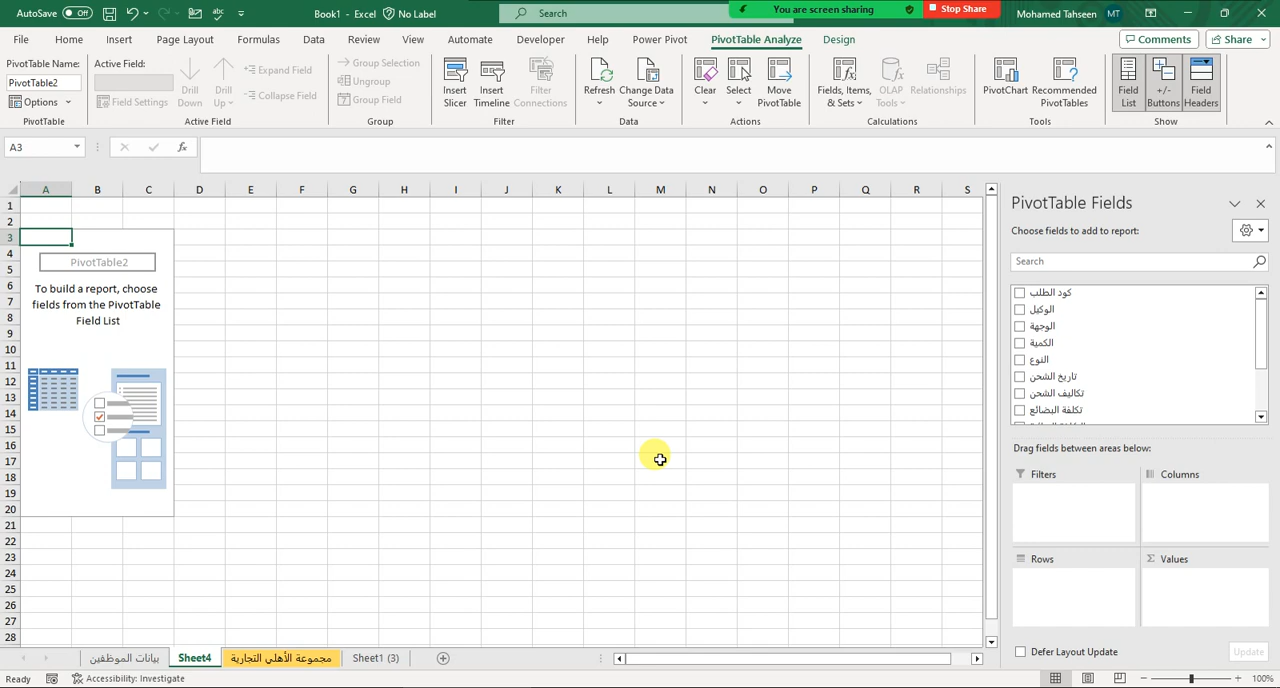 AutoSave Off
Book1 - Excel
No Label
Search
You are screen sharing
Stop Share
Mohamed Tahseen
MT
File
Home
Insert
Page Layout
Formulas
Data
Review
View
Automate
Developer
Help
Power Pivot
PivotTable Analyze
Design
Comments
Share
PivotTable Name:
PivotTable2
Options
PivotTable
Active Field:
Field Settings
Drill Down
Drill Up
Expand Field
Collapse Field
Active Field
Group Selection
Ungroup
Group Field
Group
Insert Slicer
Insert Timeline
Filter Connections
Filter
Refresh
Change Data Source
Data
Clear
Select
Move PivotTable
Actions
Fields, Items, & Sets
OLAP Tools
Relationships
Calculations
PivotChart
Recommended PivotTables
Tools
Field List
+/- Buttons
Field Headers
Show
A3
fx
A B C D E F G H I J K L M N O P Q R S
1
2
3
4
5
6
7
8
9
10
11
12
13
14
15
16
17
18
19
20
21
22
23
24
25
26
27
28
PivotTable2
To build a report, choose
fields from the PivotTable
Field List
PivotTable Fields
Choose fields to add to report:
Search
كود الطلب
الوكيل
الوجهة
الكمية
النوع
تاريخ الشحن
تكاليف الشحن
تكلفة البضائع
Drag fields between areas below:
Filters
Columns
Rows
Σ Values
Defer Layout Update
Update
بيانات الموظفين
Sheet4
مجموعة الأهلي التجارية
Sheet1 (3)
Ready
Accessibility: Investigate
100%